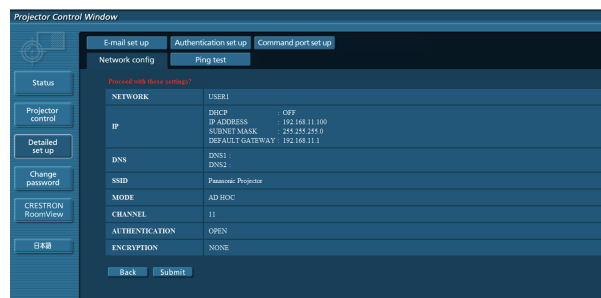 Projector Control Window
E-mail set up
Authentication set up
Command port set up
Network config
Ping test
Status
Projector
control
Detailed
set up
Change
password
CRESTRON
RoomView
日本語
Proceed with these settings?
NETWORK USER1
IP
DHCP : OFF
IP ADDRESS : 192.168.11.100
SUBNET MASK : 255.255.255.0
DEFAULT GATEWAY : 192.168.11.1
DNS
DNS1 :
DNS2 :
SSID Panasonic Projector
MODE AD HOC
CHANNEL 11
AUTHENTICATION OPEN
ENCRYPTION NONE
Back Submit